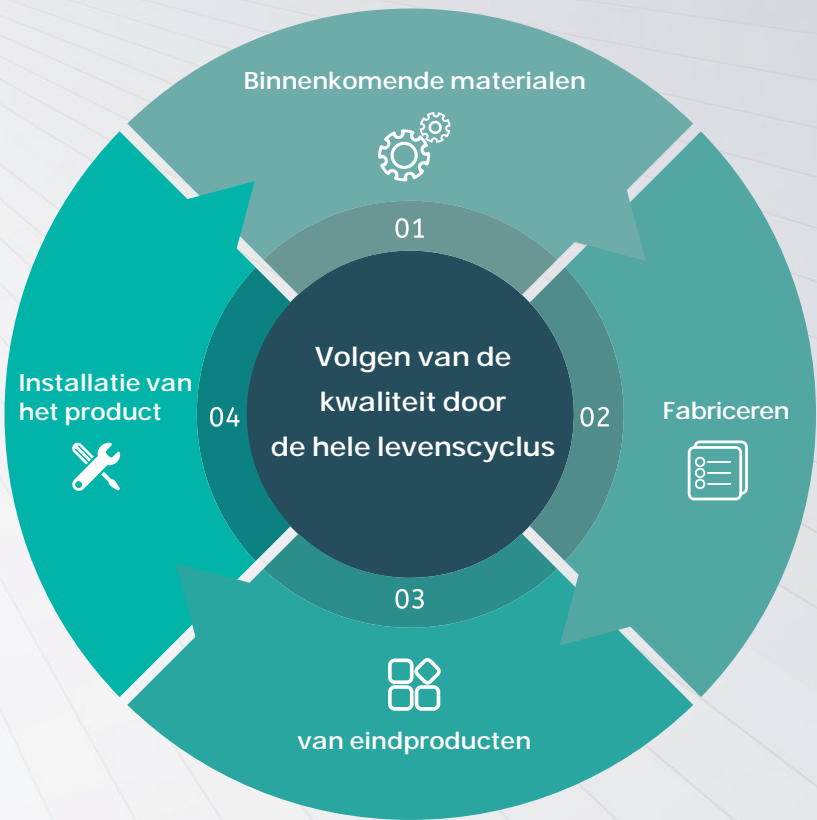 Binnenkomende materialen
01
Volgen van de
kwaliteit door
de hele levenscyclus
02
Fabriceren
03
van eindproducten
04
Installatie van
het product